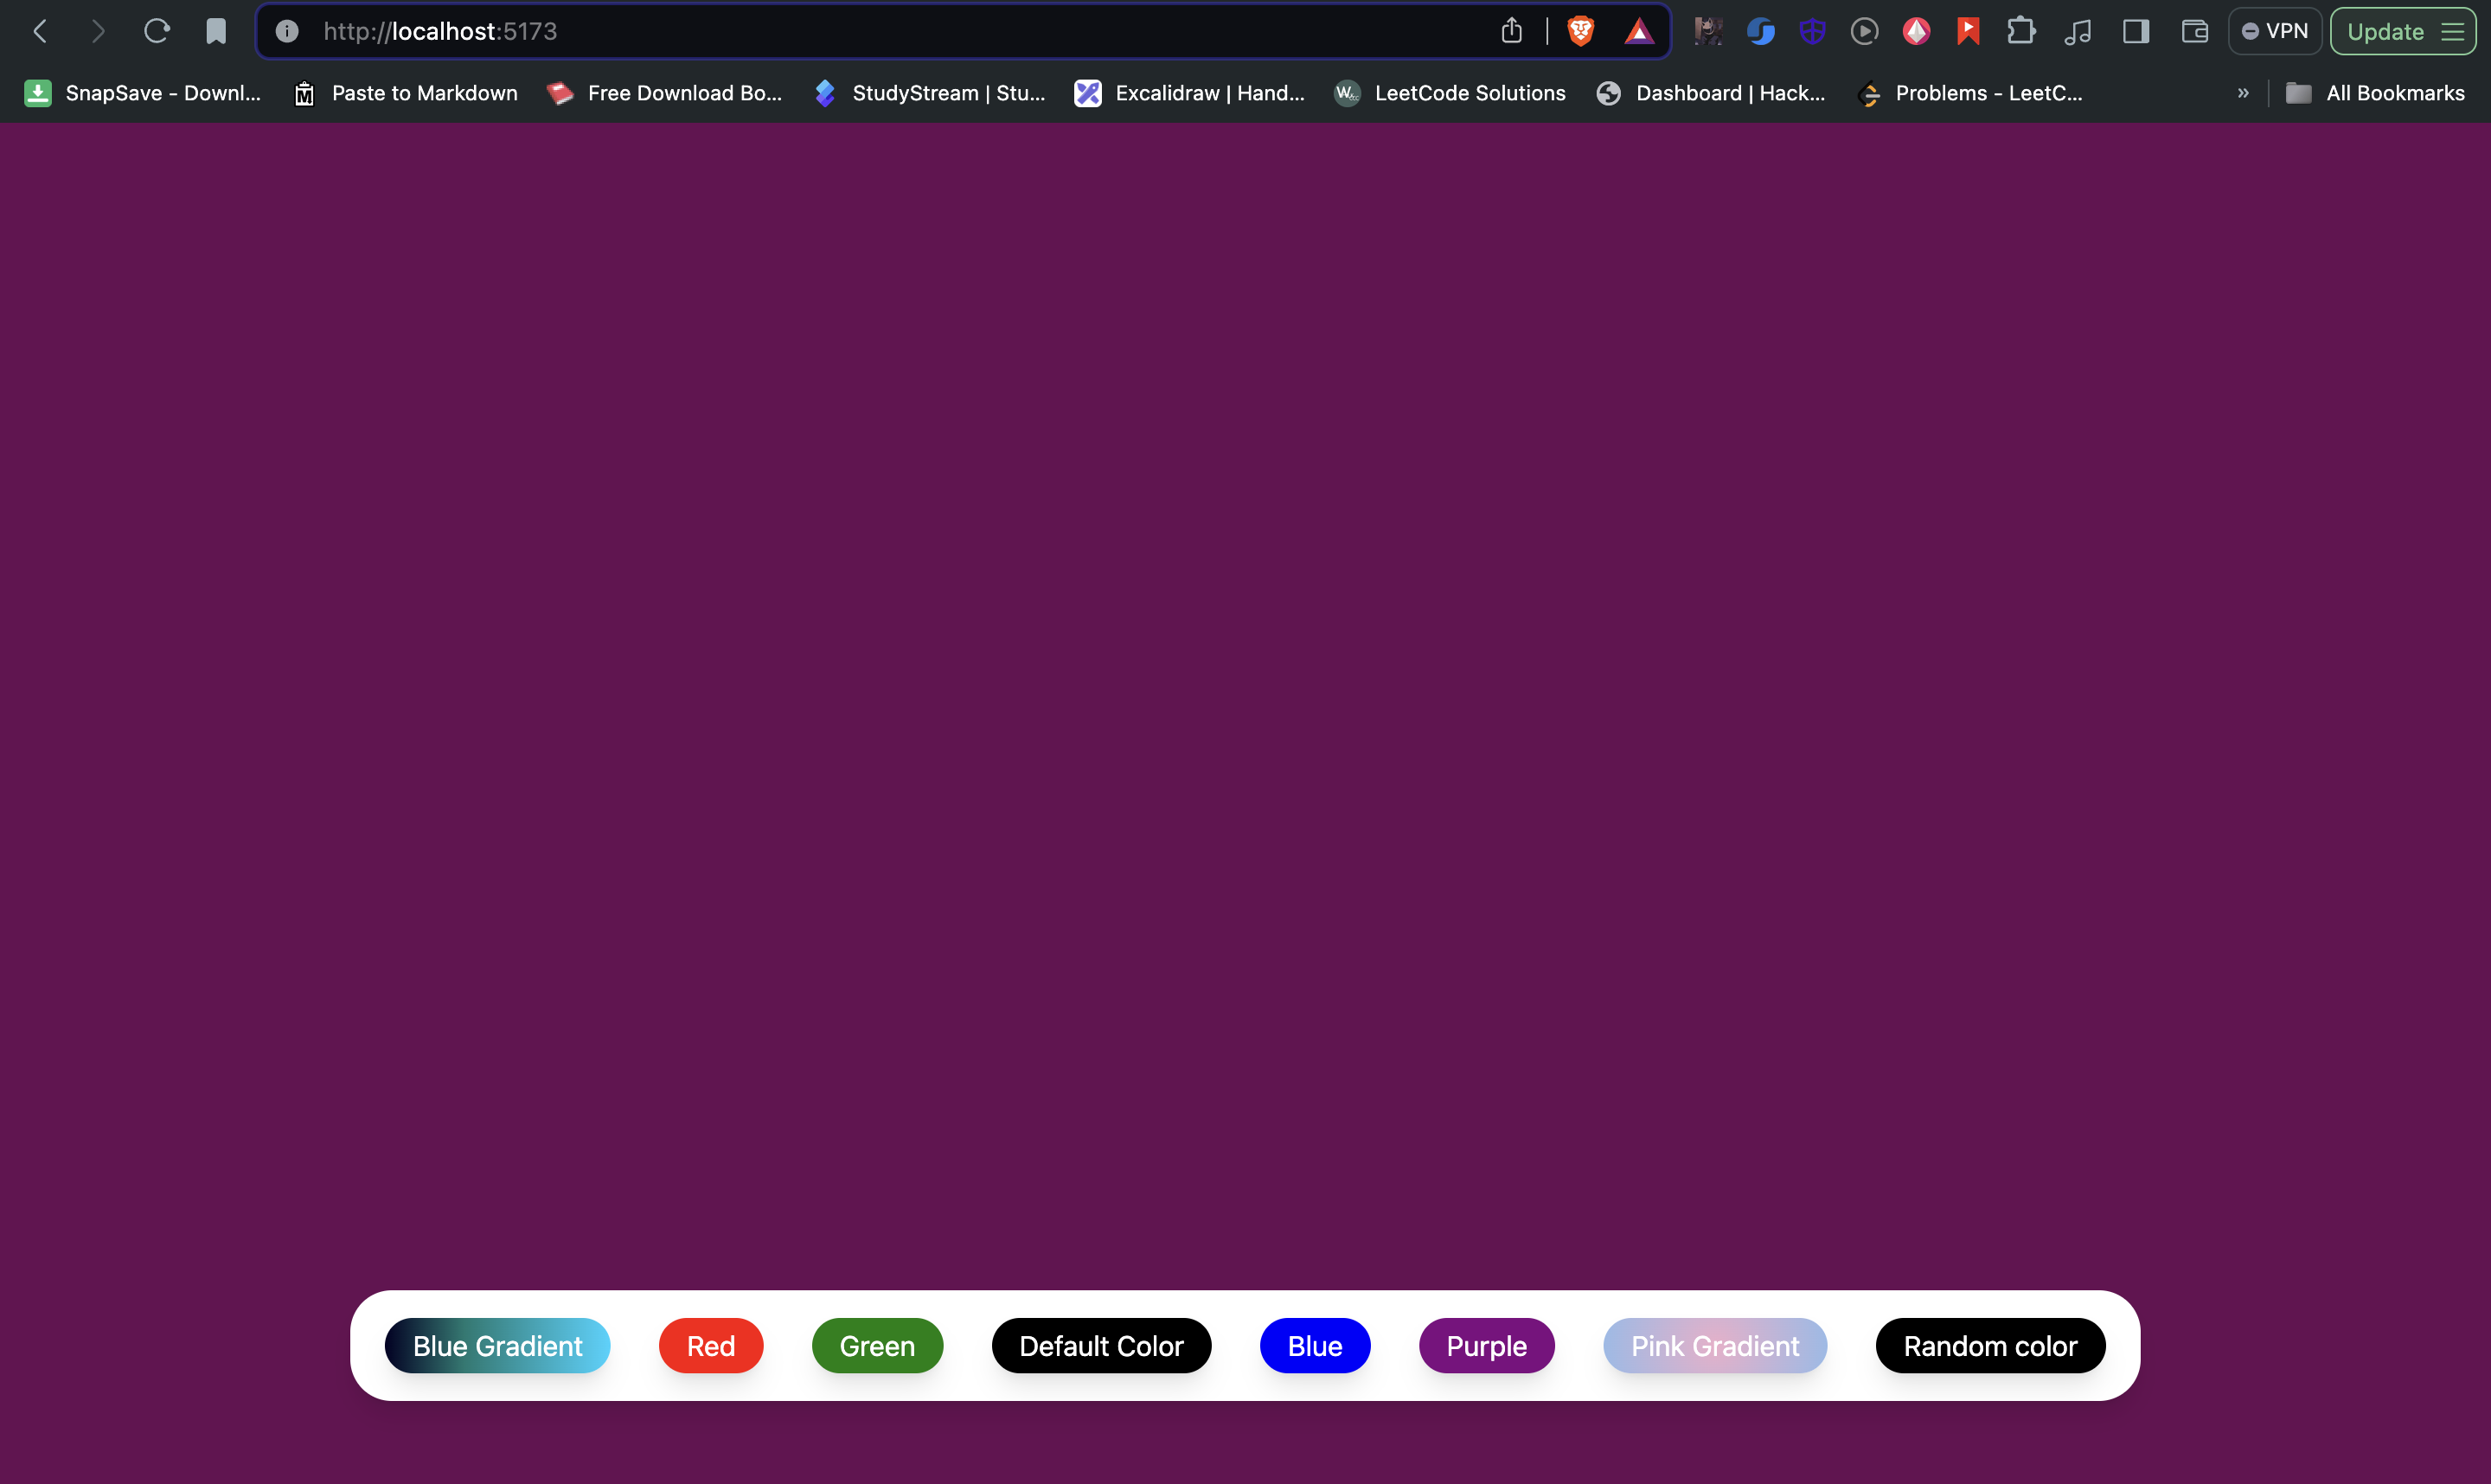 http://localhost:5173
VPN
Update
SnapSave - Downl...
Paste to Markdown
Free Download Bo...
StudyStream | Stu...
Excalidraw | Hand...
LeetCode Solutions
Dashboard | Hack...
Problems - LeetC...
»
All Bookmarks
Blue Gradient
Red
Green
Default Color
Blue
Purple
Pink Gradient
Random color